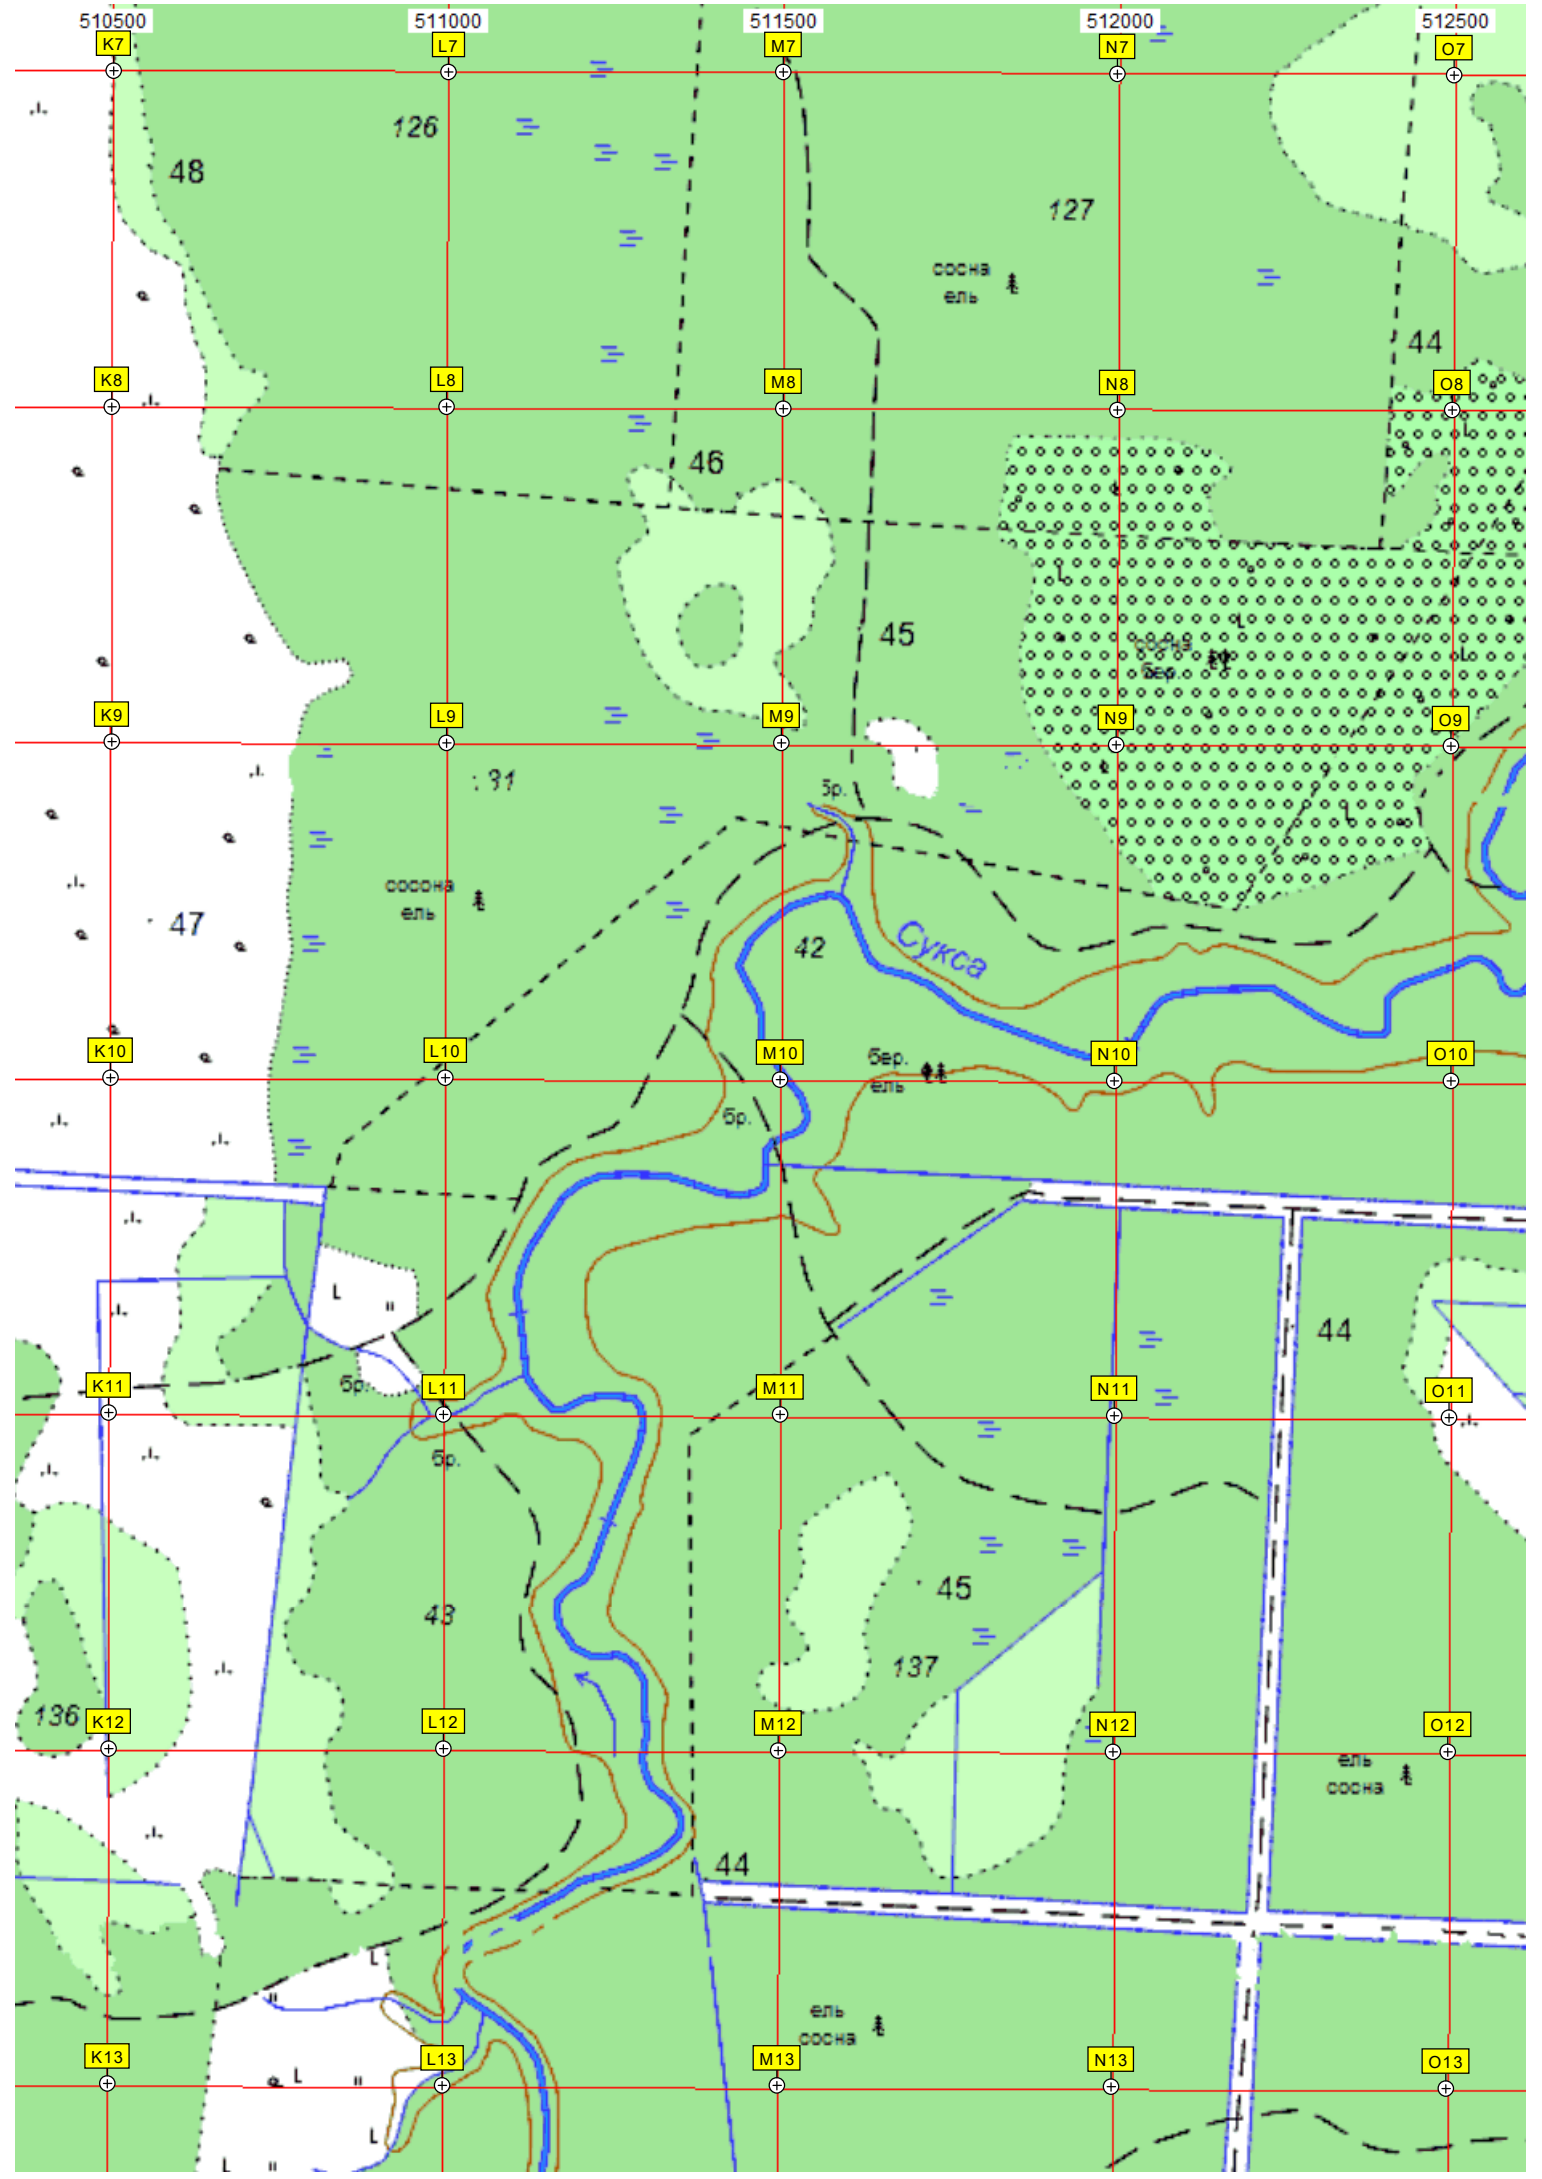 510500 511000 511500 512000 512500
K7 L7 M7 N7 O7
126
48
127
сосна
ель
44
K8 L8 M8 N8 O8
46
45
сосна
бер.
K9 L9 M9 N9 O9
31
бр.
сосона
ель
47
42
Сукса
K10 L10 M10 N10 O10
бер.
ель
бр.
L
44
K11 L11 M11 N11 O11
бр.
бр.
45
43
137
136
K12 L12 M12 N12 O12
ель
сосна
44
L
ель
сосна
K13 L13 M13 N13 O13
L
L
L